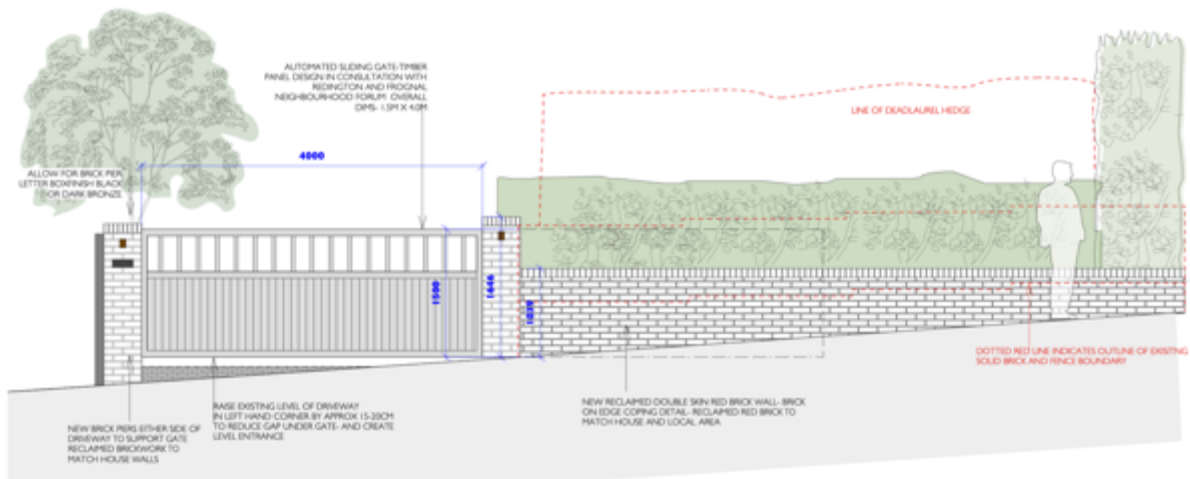 AUTOMATED SLIDING GATE-TIMBER
PANEL DESIGN IN CONSULTATION WITH
REDINGTON AND FROGNAL
NEIGHBOURHOOD FORUM OVERALL
DIMS- 1.5M X 4.0M
LINE OF DEADLAUREL HEDGE
4000
ALLOW FOR BRICK PER
LETTER BOXFINISH BLACK
OR DARK BRONZE
1500
1646
DOTTED RED LINE INDICATES OUTLINE OF EXISITNG
SOLID BRICK AND FENCE BOUNDARY
NEW RECLAIMED DOUBLE SKIN RED BRICK WALL- BRICK
ON EDGE COPING DETAIL- RECLAIMED RED BRICK TO
MATCH HOUSE AND LOCAL AREA
RAISE EXISTING LEVEL OF DRIVEWAY
IN LEFT HAND CORNER BY APPROX 15-20CM
TO REDUCE GAP UNDER GATE- AND CREATE
LEVEL ENTRANCE
NEW BRICK PIERS EITHER SIDE OF
DRIVEWAY TO SUPPORT GATE
RECLAIMED BRICKWORK TO
MATCH HOUSE WALLS